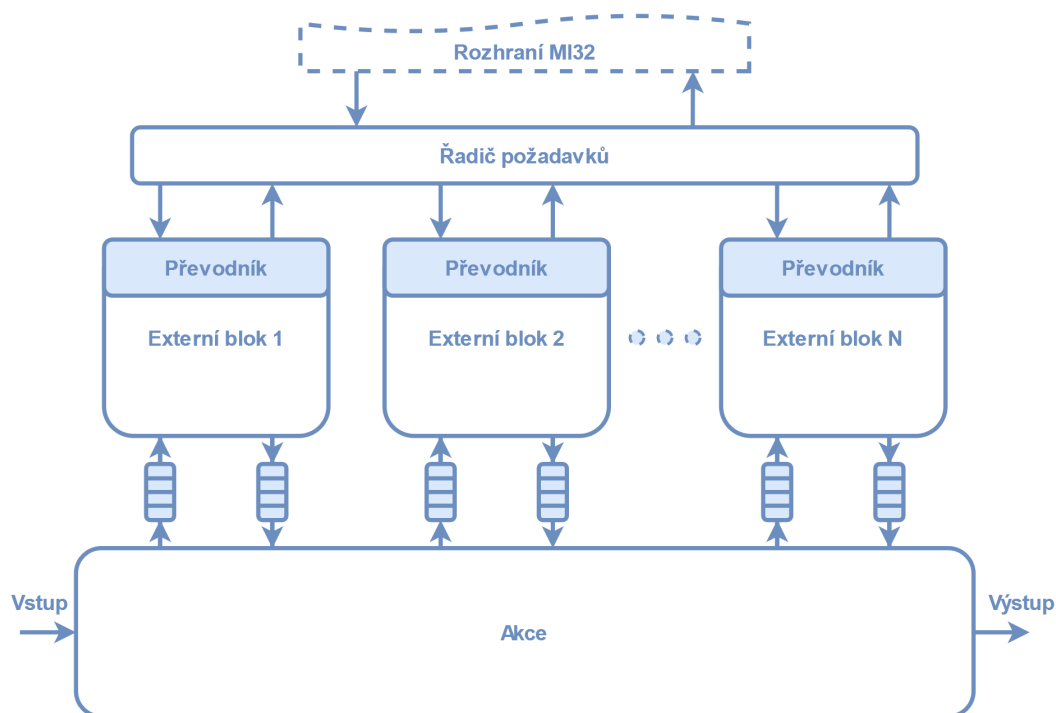 Rozhraní MI32
Řadič požadavků
Převodník
Převodník
Převodník
Externí blok 1
Externí blok 2
Externí blok N
Vstup
Výstup
Akce